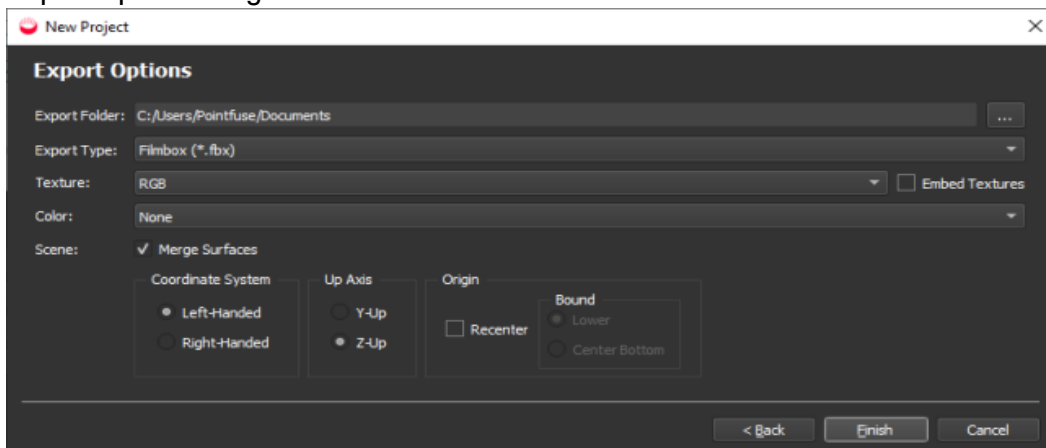 New Project
Export Options
Export Folder: C:/Users/Pointfuse/Documents ...
Export Type: Filmbox (*.fbx)
Texture: RGB Embed Textures
Color: None
Scene: Merge Surfaces
Coordinate System Up Axis Origin
Bound
Left-Handed Y-Up Lower
Recenter
Right-Handed Z-Up Center Bottom
< Back Finish Cancel